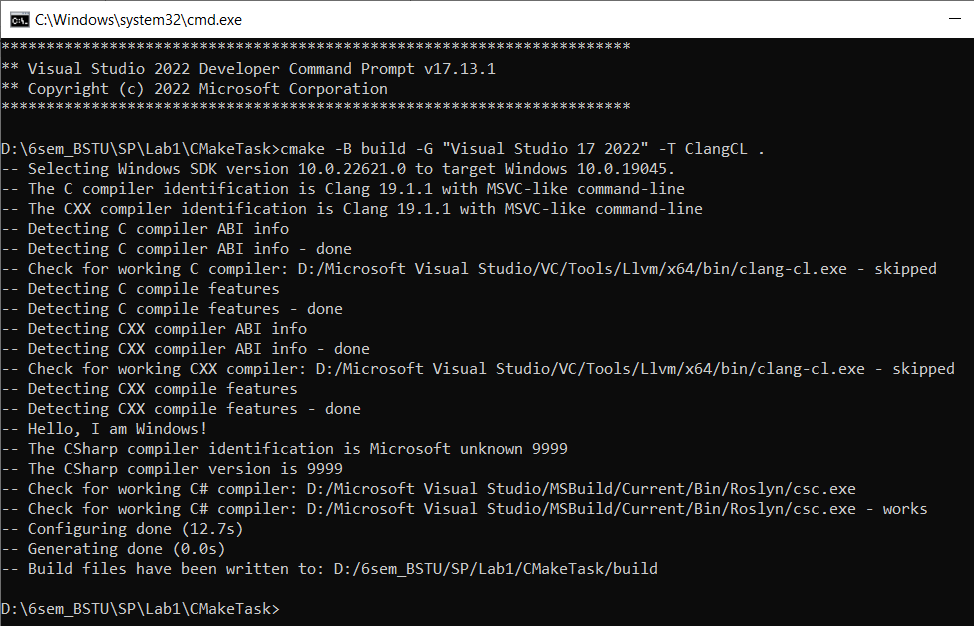 C:\Windows\system32\cmd.exe
**********************************************************************
** Visual Studio 2022 Developer Command Prompt v17.13.1
** Copyright (c) 2022 Microsoft Corporation
**********************************************************************
D:\6sem_BSTU\SP\Lab1\CMakeTask>cmake -B build -G "Visual Studio 17 2022" -T ClangCL .
-- Selecting Windows SDK version 10.0.22621.0 to target Windows 10.0.19045.
-- The C compiler identification is Clang 19.1.1 with MSVC-like command-line
-- The CXX compiler identification is Clang 19.1.1 with MSVC-like command-line
-- Detecting C compiler ABI info
-- Detecting C compiler ABI info - done
-- Check for working C compiler: D:/Microsoft Visual Studio/VC/Tools/Llvm/x64/bin/clang-cl.exe - skipped
-- Detecting C compile features
-- Detecting C compile features - done
-- Detecting CXX compiler ABI info
-- Detecting CXX compiler ABI info - done
-- Check for working CXX compiler: D:/Microsoft Visual Studio/VC/Tools/Llvm/x64/bin/clang-cl.exe - skipped
-- Detecting CXX compile features
-- Detecting CXX compile features - done
-- Hello, I am Windows!
-- The CSharp compiler identification is Microsoft unknown 9999
-- The CSharp compiler version is 9999
-- Check for working C# compiler: D:/Microsoft Visual Studio/MSBuild/Current/Bin/Roslyn/csc.exe
-- Check for working C# compiler: D:/Microsoft Visual Studio/MSBuild/Current/Bin/Roslyn/csc.exe - works
-- Configuring done (12.7s)
-- Generating done (0.0s)
-- Build files have been written to: D:/6sem_BSTU/SP/Lab1/CMakeTask/build
D:\6sem_BSTU\SP\Lab1\CMakeTask>